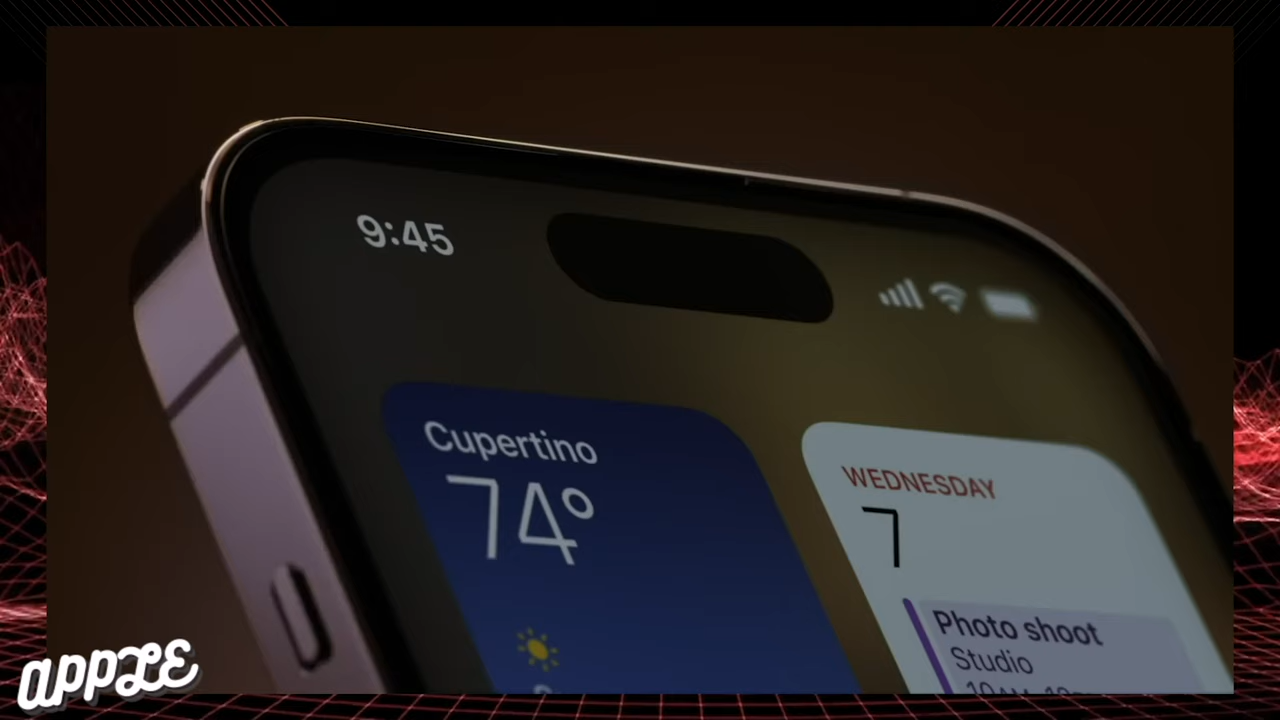 9:45
Cupertino
74°
WEDNESDAY
7
Photo shoot
Studio
APPLE